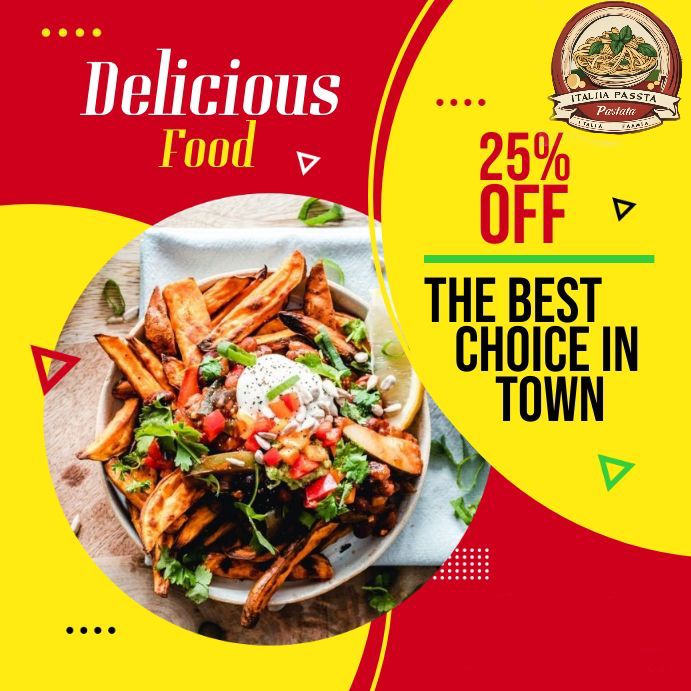 Delicious
Food
ITALIIA PASSTA
Pastata
25%
OFF
THE BEST
CHOICE IN
TOWN